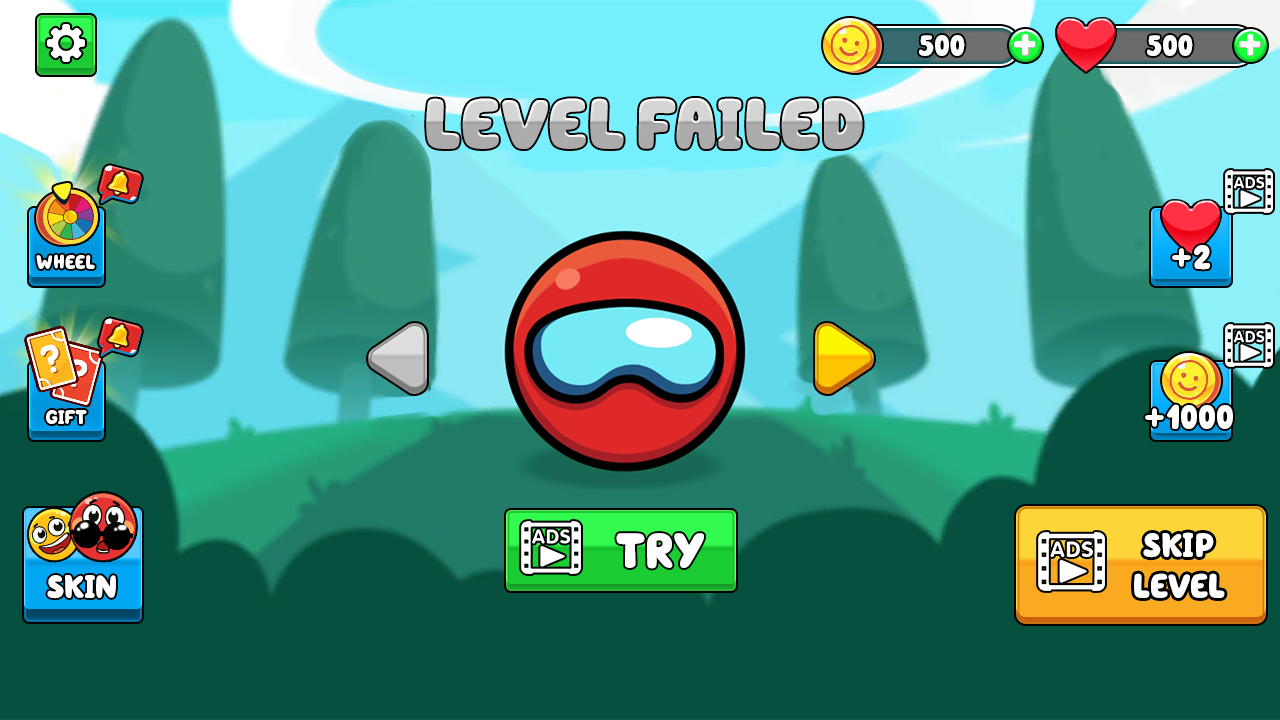 500
500
LEVEL FAILED
ADS
WHEEL
+2
ADS
?
?
GIFT
+1000
ADS
TRY
ADS
SKIP
LEVEL
SKIN